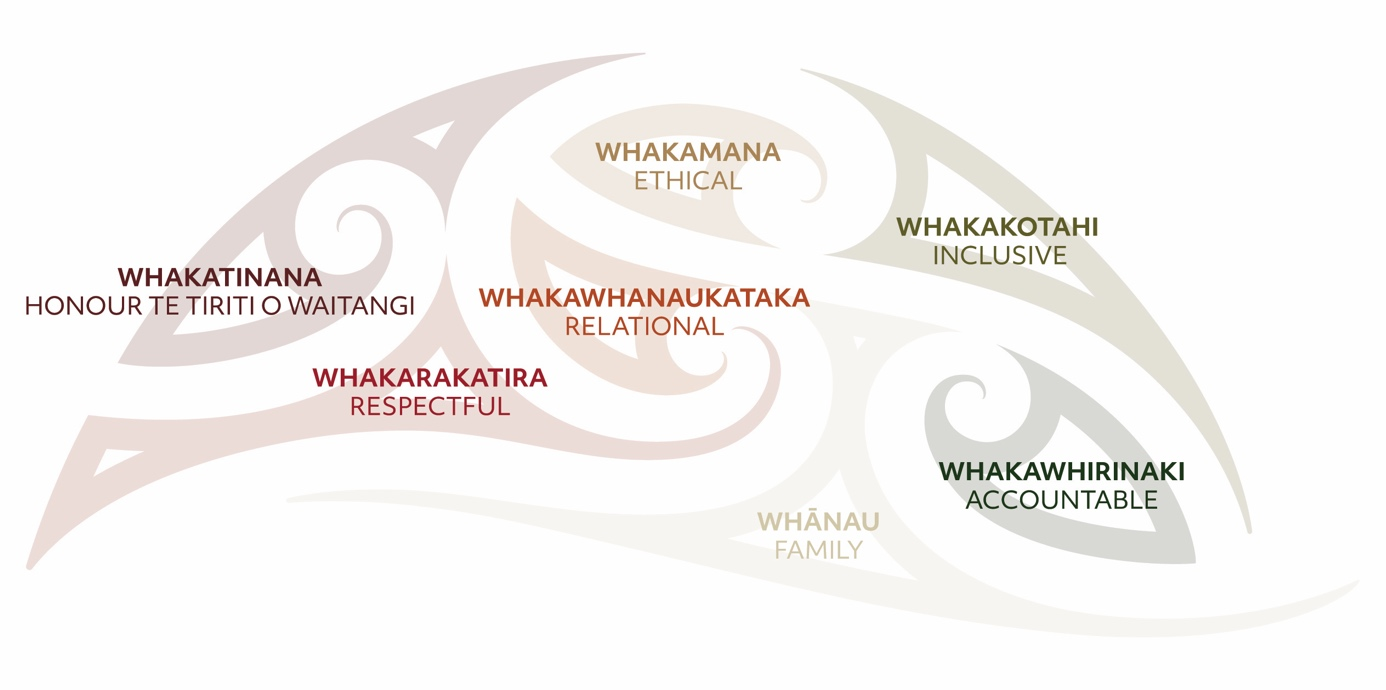 WHAKAMANA
ETHICAL
WHAKAKOTAHI
INCLUSIVE
WHAKATINANA
HONOUR TE TIRITI O WAITANGI
WHAKAWHANAUKATAKA
RELATIONAL
WHAKARAKATIRA
RESPECTFUL
WHAKAWHIRINAKI
ACCOUNTABLE
WHĀNAU
FAMILY